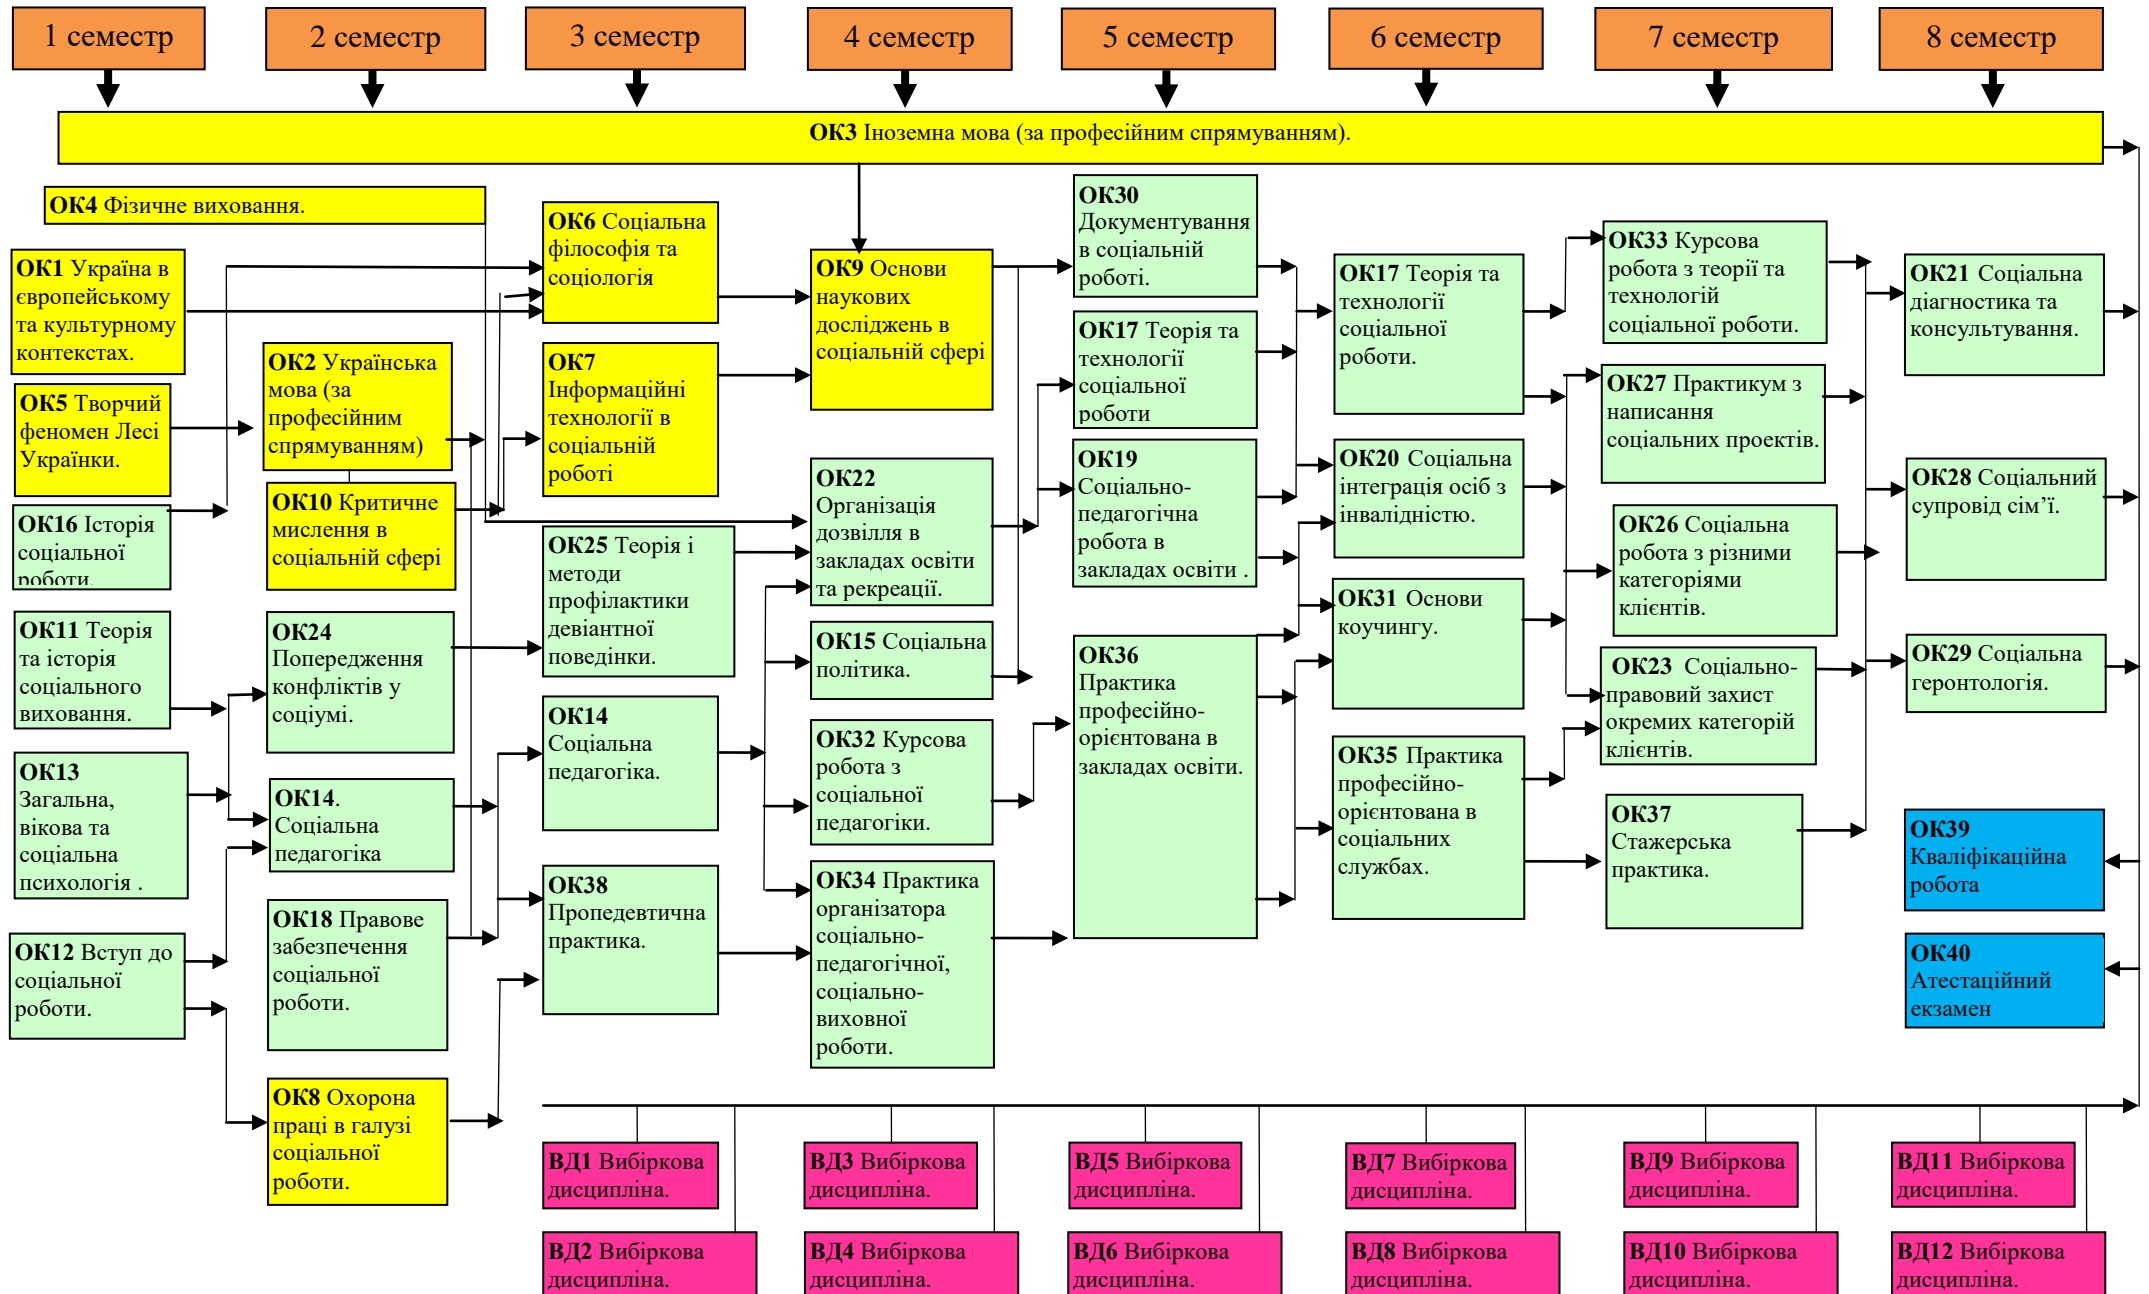 1 семестр
2 семестр
3 семестр
4 семестр
5 семестр
6 семестр
7 семестр
8 семестр
ОК3 Іноземна мова (за професійним спрямуванням).
ОК4 Фізичне виховання.
ОК1 Україна в
європейському
та культурному
контекстах.
ОК5 Творчий
феномен Лесі
Українки.
ОК16 Історія
соціальної
роботи.
ОК11 Теорія
та історія
соціального
виховання.
ОК13
Загальна,
вікова та
соціальна
психологія .
ОК12 Вступ до
соціальної
роботи.
ОК2 Українська
мова (за
професійним
спрямуванням)
ОК10 Критичне
мислення в
соціальній сфері
ОК24
Попередження
конфліктів у
соціумі.
ОК14.
Соціальна
педагогіка
ОК18 Правове
забезпечення
соціальної
роботи.
ОК8 Охорона
праці в галузі
соціальної
роботи.
ОК6 Соціальна
філософія та
соціологія
ОК7
Інформаційні
технології в
соціальній
роботі
ОК25 Теорія і
методи
профілактики
девіантної
поведінки.
ОК14
Соціальна
педагогіка.
ОК38
Пропедевтична
практика.
ОК9 Основи
наукових
досліджень в
соціальній сфері
ОК22
Організація
дозвілля в
закладах освіти
та рекреації.
ОК15 Соціальна
політика.
ОК32 Курсова
робота з
соціальної
педагогіки.
ОК34 Практика
організатора
соціально-
педагогічної,
соціально-
виховної
роботи.
ОК30
Документування
в соціальній
роботі.
ОК17 Теорія та
технології
соціальної
роботи
ОК19
Соціально-
педагогічна
робота в
закладах освіти .
ОК36
Практика
професійно-
орієнтована в
закладах освіти.
ОК17 Теорія та
технології
соціальної
роботи.
ОК20 Соціальна
інтеграція осіб з
інвалідністю.
ОК31 Основи
коучингу.
ОК35 Практика
професійно-
орієнтована в
соціальних
службах.
ОК33 Курсова
робота з теорії та
технологій
соціальної роботи.
ОК27 Практикум з
написання
соціальних проектів.
ОК26 Соціальна
робота з різними
категоріями
клієнтів.
ОК23 Соціально-
правовий захист
окремих категорій
клієнтів.
ОК37
Стажерська
практика.
ОК21 Соціальна
діагностика та
консультування.
ОК28 Соціальний
супровід сім"ї.
ОК29 Соціальна
геронтологія.
ОК39
Кваліфікаційна
робота
ОК40
Атестаційний
екзамен
ВД1 Вибіркова
дисципліна.
ВД3 Вибіркова
дисципліна.
ВД5 Вибіркова
дисципліна.
ВД7 Вибіркова
дисципліна.
ВД9 Вибіркова
дисципліна.
ВД11 Вибіркова
дисципліна.
ВД2 Вибіркова
дисципліна.
ВД4 Вибіркова
дисципліна.
ВД6 Вибіркова
дисципліна.
ВД8 Вибіркова
дисципліна.
ВД10 Вибіркова
дисципліна.
ВД12 Вибіркова
дисципліна.